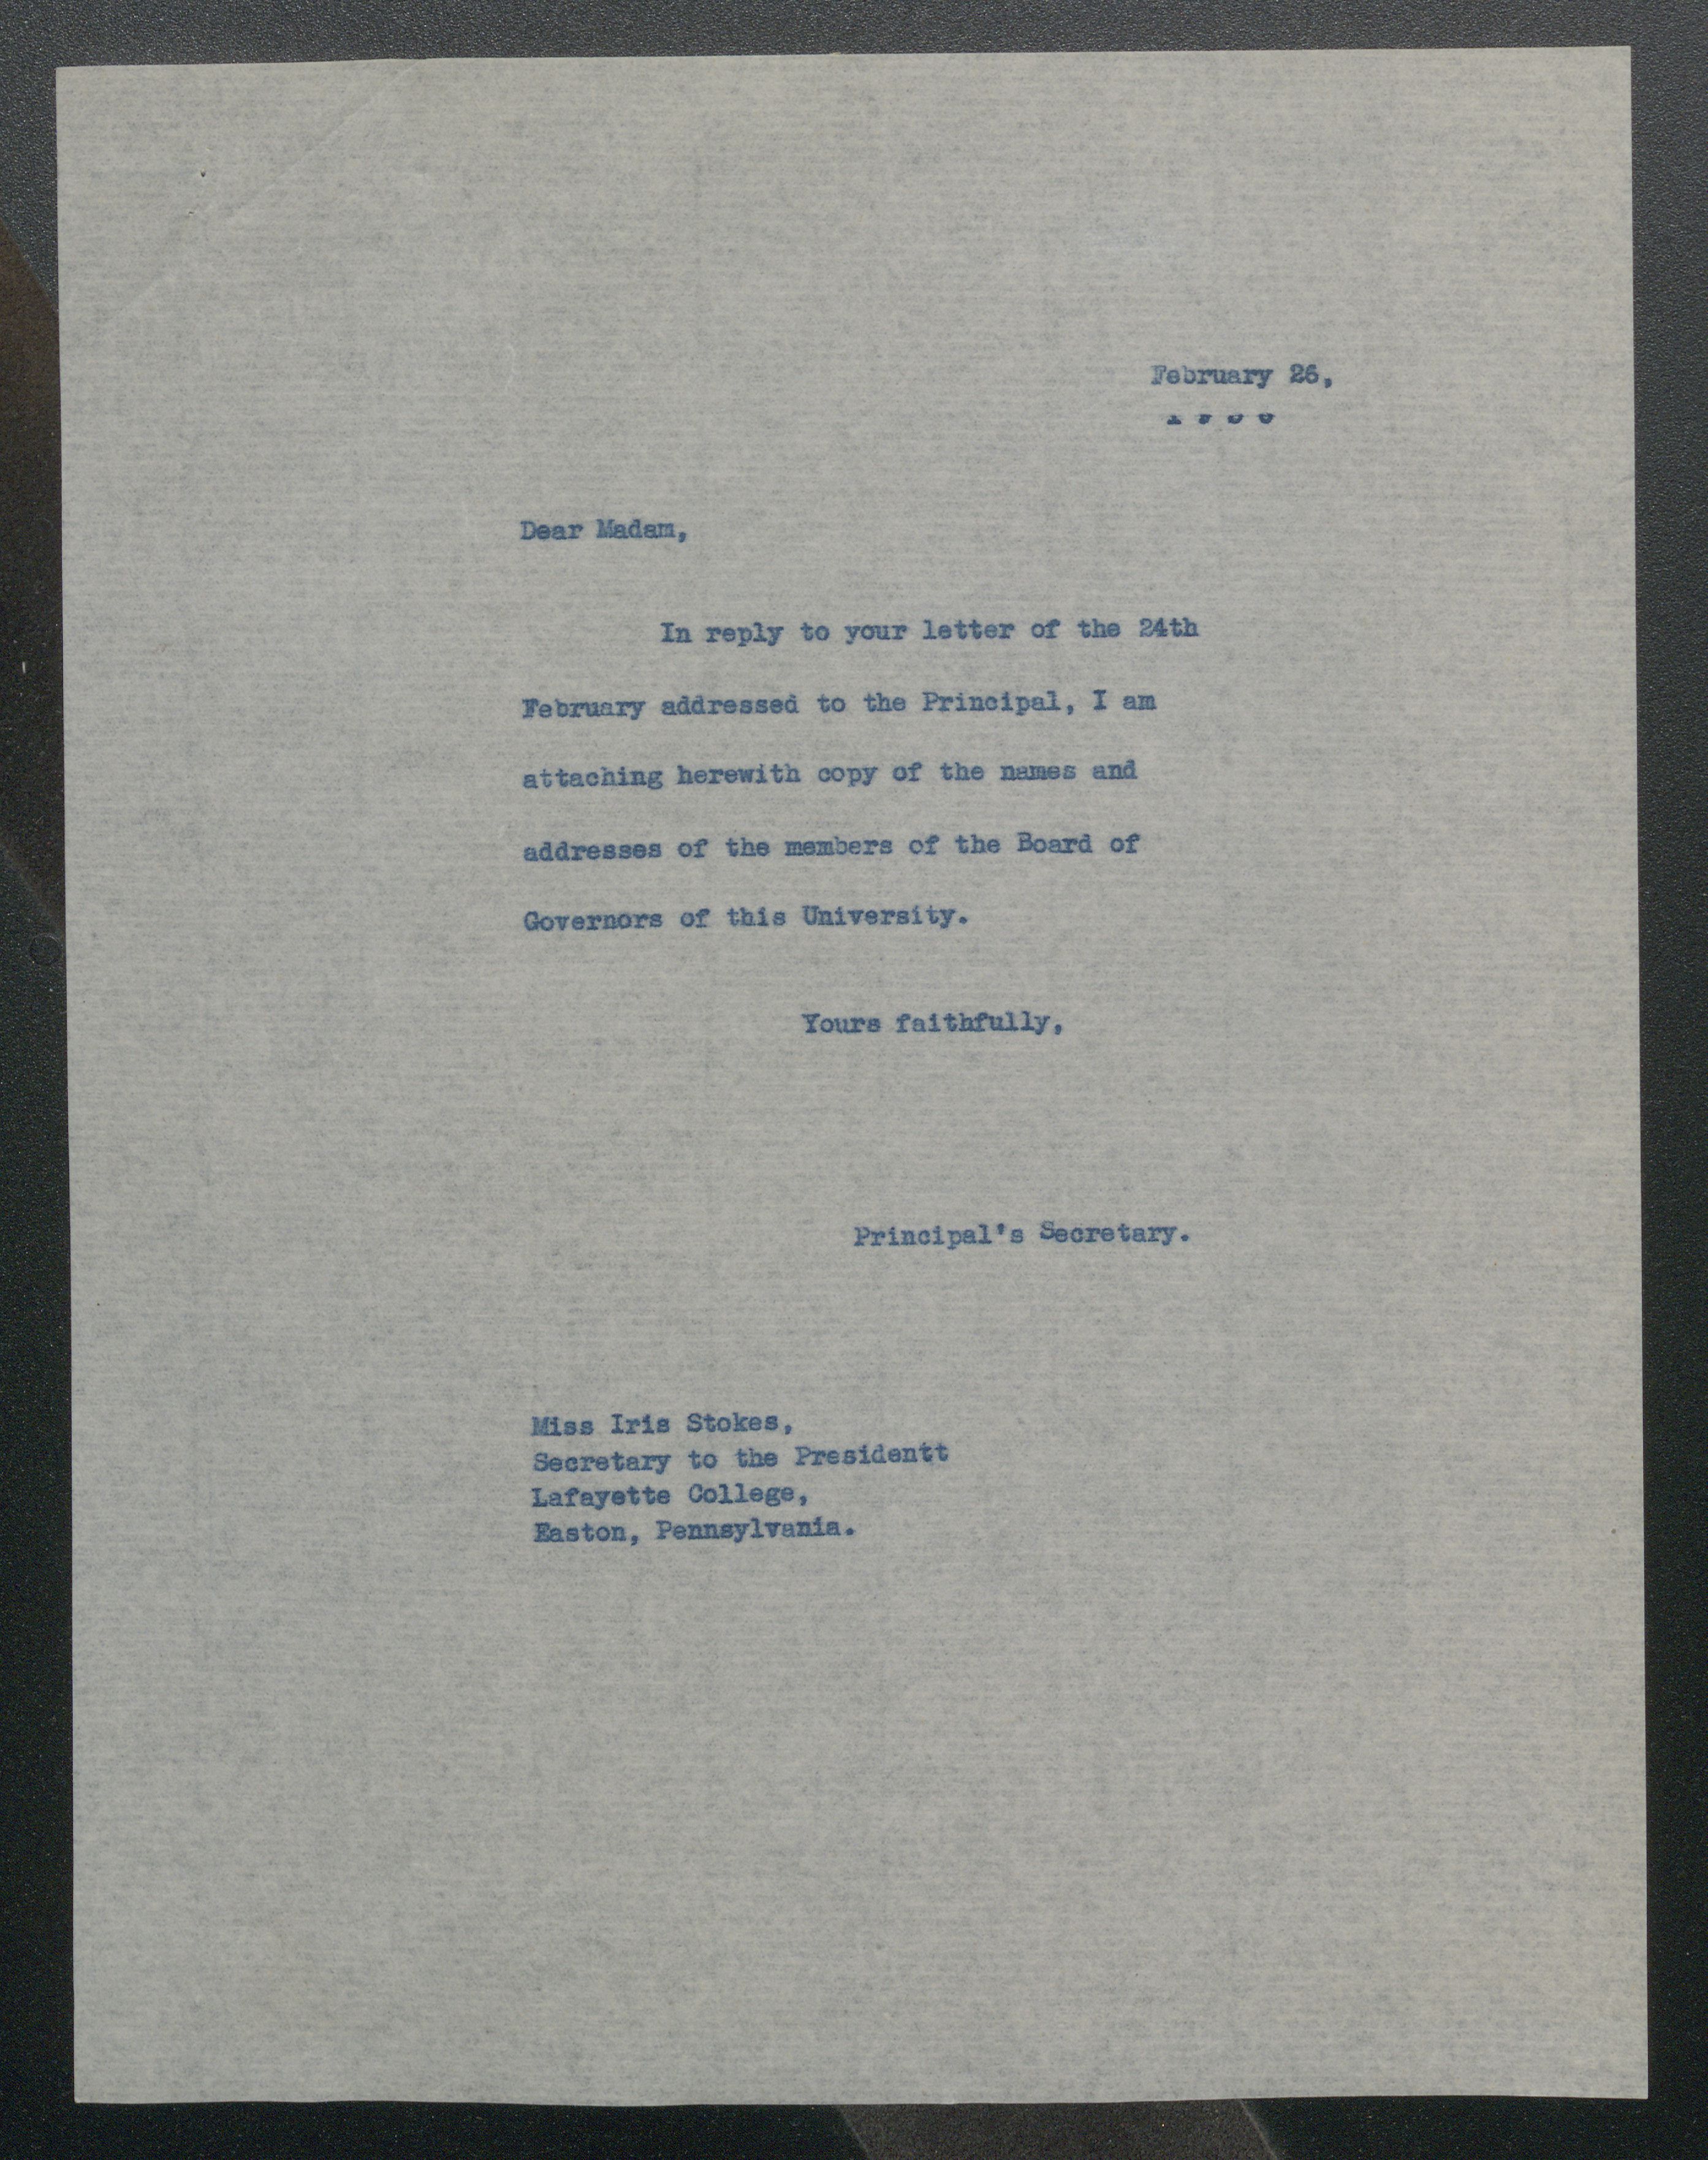 February 26,
Dear Madam,
In reply to your letter of the 24th
February addressed to the Principal, I am
attaching herewith copy of the names and
addresses of the members of the Board of
Governors of this University.
Yours faithfully,
Principal's Secretary.
Miss Iris Stokes,
Secretary to the Presidentt
Lafayette College,
Easton, Pennsylvania.